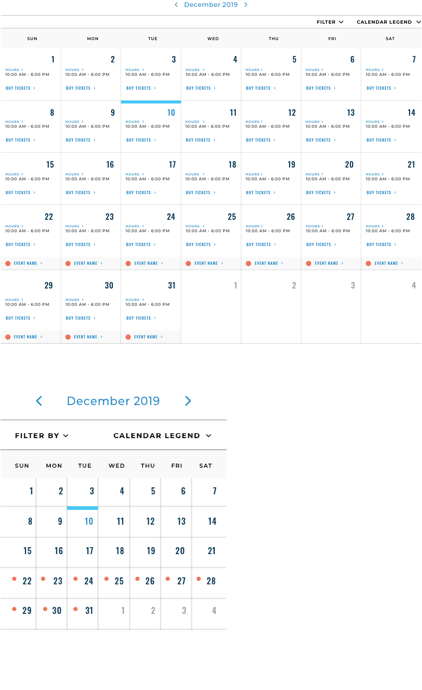 December 2019
FILTER CALENDAR LEGEND
SUN MON TUE WED THU FRI SAT
1 2 3 4 5 6 7
HOURS HOURS HOURS HOURS HOURS HOURS HOURS
10:00 AM - 6:00 PM 10:00 AM - 6:00 PM 10:00 AM - 6:00 PM 10:00 AM - 6:00 PM 10:00 AM - 6:00 PM 10:00 AM - 6:00 PM 10:00 AM - 6:00 PM
BUY TICKETS BUY TICKETS BUY TICKETS BUY TICKETS BUY TICKETS BUY TICKETS BUY TICKETS
8 9 10 11 12 13 14
HOURS HOURS HOURS HOURS HOURS HOURS HOURS
10:00 AM - 6:00 PM 10:00 AM - 6:00 PM 10:00 AM - 6:00 PM 10:00 AM - 6:00 PM 10:00 AM - 6:00 PM 10:00 AM - 6:00 PM 10:00 AM - 6:00 PM
BUY TICKETS BUY TICKETS BUY TICKETS BUY TICKETS BUY TICKETS BUY TICKETS BUY TICKETS
15 16 17 18 19 20 21
HOURS HOURS HOURS HOURS HOURS HOURS HOURS
10:00 AM - 6:00 PM 10:00 AM - 6:00 PM 10:00 AM - 6:00 PM 10:00 AM - 6:00 PM 10:00 AM - 6:00 PM 10:00 AM - 6:00 PM 10:00 AM - 6:00 PM
BUY TICKETS BUY TICKETS BUY TICKETS BUY TICKETS BUY TICKETS BUY TICKETS BUY TICKETS
22 23 24 25 26 27 28
HOURS HOURS HOURS HOURS HOURS HOURS HOURS
10:00 AM - 6:00 PM 10:00 AM - 6:00 PM 10:00 AM - 6:00 PM 10:00 AM - 6:00 PM 10:00 AM - 6:00 PM 10:00 AM - 6:00 PM 10:00 AM - 6:00 PM
BUY TICKETS BUY TICKETS BUY TICKETS BUY TICKETS BUY TICKETS BUY TICKETS BUY TICKETS
EVENT NAME EVENT NAME EVENT NAME EVENT NAME EVENT NAME EVENT NAME EVENT NAME
29 30 31 1 2 3 4
HOURS HOURS HOURS
10:00 AM - 6:00 PM 10:00 AM - 6:00 PM 10:00 AM - 6:00 PM
BUY TICKETS BUY TICKETS BUY TICKETS
EVENT NAME EVENT NAME EVENT NAME
December 2019
FILTER BY CALENDAR LEGEND
SUN MON TUE WED THU FRI SAT
1 2 3 4 5 6 7
8 9 10 11 12 13 14
15 16 17 18 19 20 21
22 23 24 25 26 27 28
29 30 31 1 2 3 4